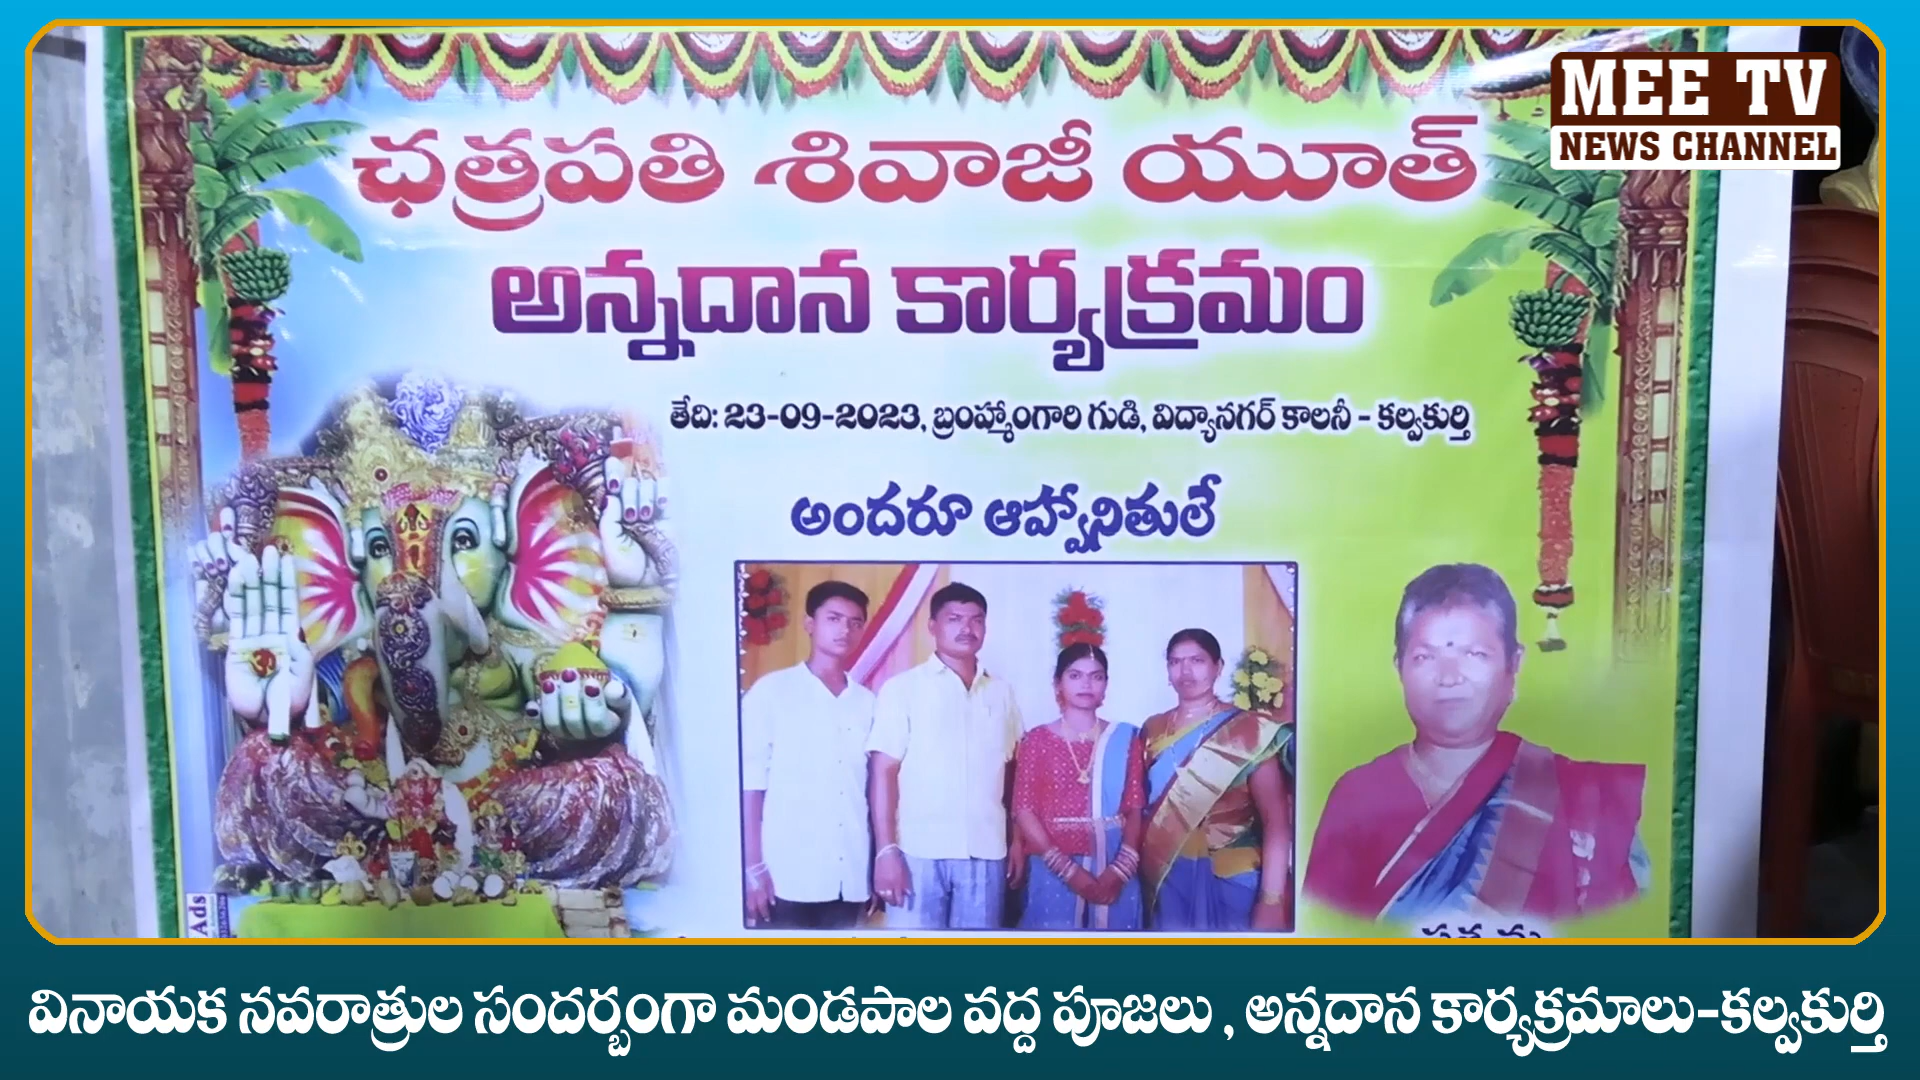 MEE TV
NEWS CHANNEL
ఛత్రపతి శివాజీ యూత్
అన్నదాన కార్యక్రమం
తేది: 23-09-2023, బ్రంహ్మాంగారి గుడి, విద్యానగర్ కాలనీ - కల్వకుర్తి
అందరూ ఆహ్వానితులే
Ads
వినాయక నవరాత్రుల సందర్బంగా మండపాల వద్ద పూజలు , అన్నదాన కార్యక్రమాలు-కల్వకుర్తి